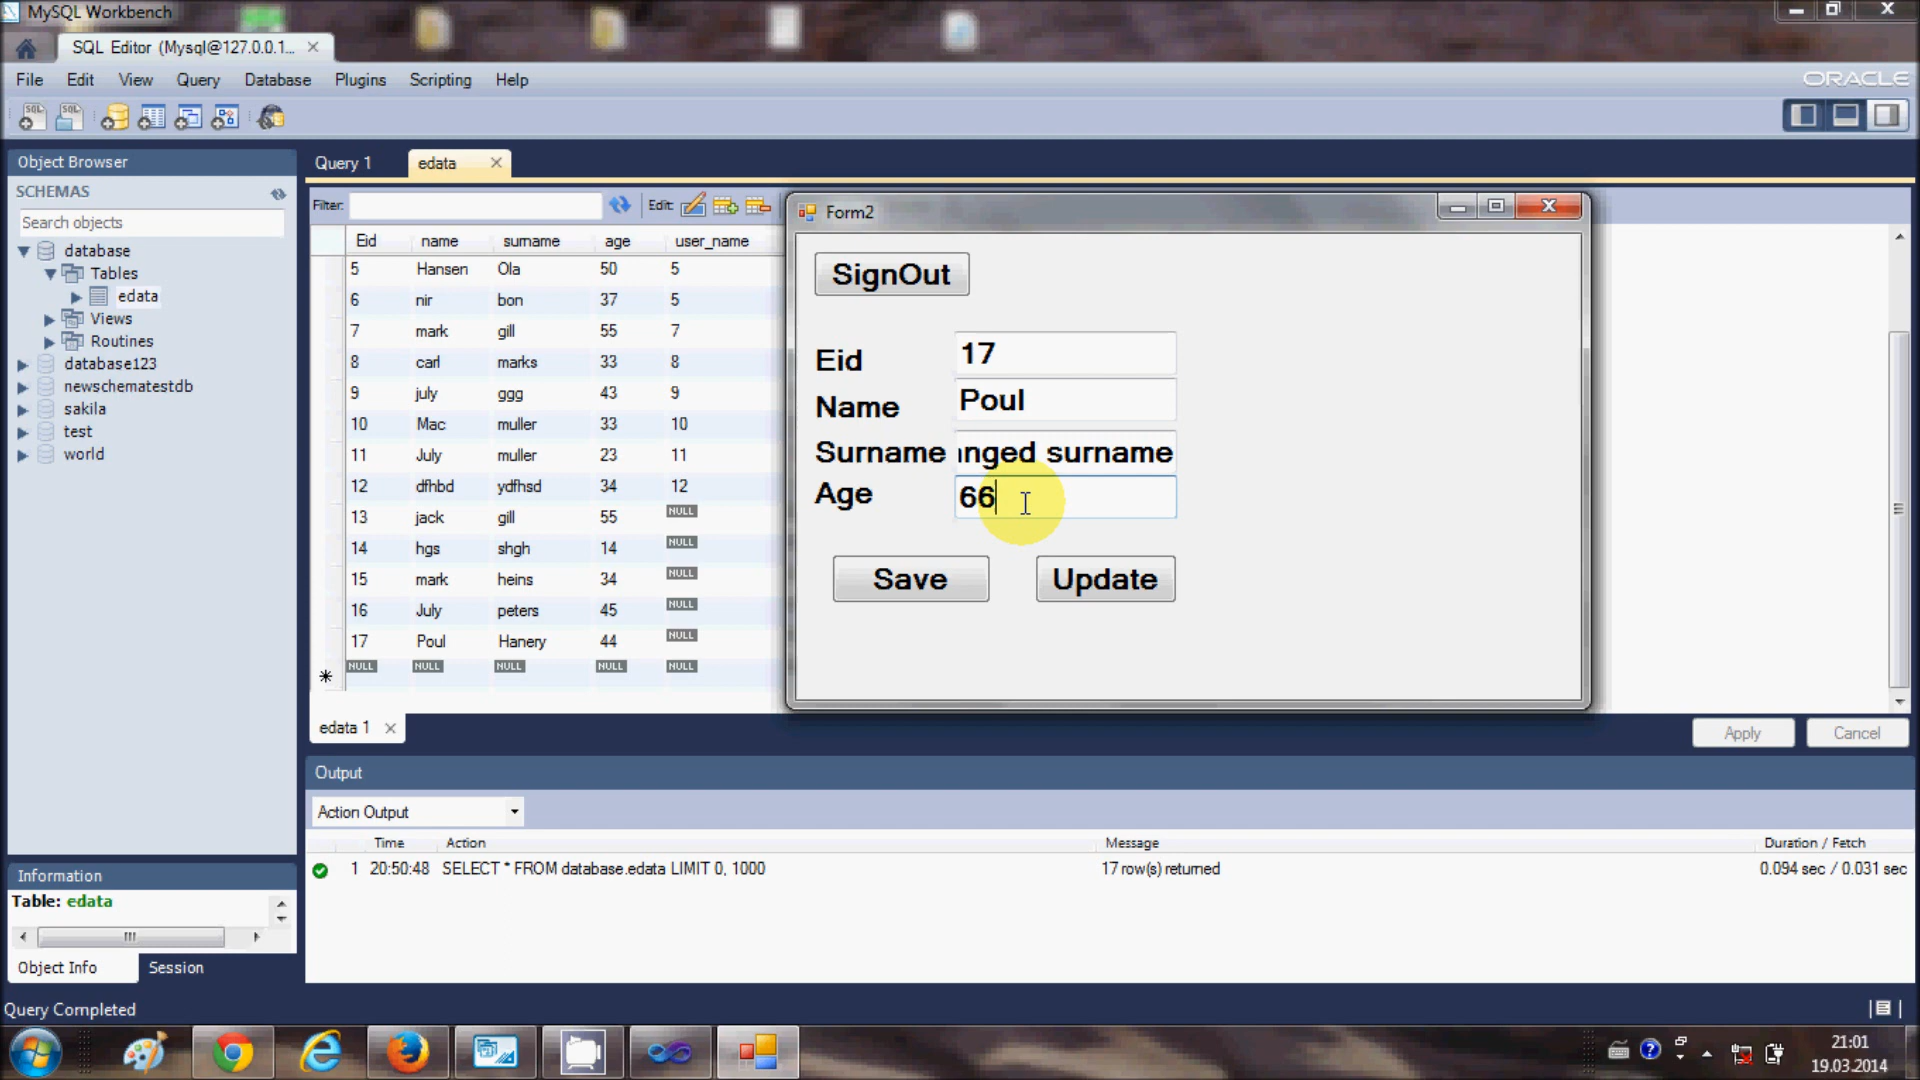 MySQL Workbench
SQL Editor (Mysql@127.0.0.1...
File Edit View Query Database Plugins Scripting Help
ORACLE
SQL SQL
Object Browser
SCHEMAS
Search objects
database
Tables
edata
Views
Routines
database123
newschematestdb
sakila
test
world
Query 1
edata
Filter:
Edit:
Eid name surname age user_name
5 Hansen Ola 50 5
6 nir bon 37 5
7 mark gill 55 7
8 carl marks 33 8
9 july ggg 43 9
10 Mac muller 33 10
11 July muller 23 11
12 dfhbd ydfhsd 34 12
13 jack gill 55 NULL
14 hgs shgh 14 NULL
15 mark heins 34 NULL
16 July peters 45 NULL
17 Poul Hanery 44 NULL
* NULL NULL NULL NULL NULL
Form2
SignOut
Eid 17
Name Poul
Surname anged surname
Age 66
Save Update
edata 1
Apply Cancel
Output
Action Output
Time Action Message Duration / Fetch
1 20:50:48 SELECT * FROM database.edata LIMIT 0, 1000 17 row(s) returned 0.094 sec / 0.031 sec
Information
Table: edata
Object Info Session
Query Completed
21:01
19.03.2014